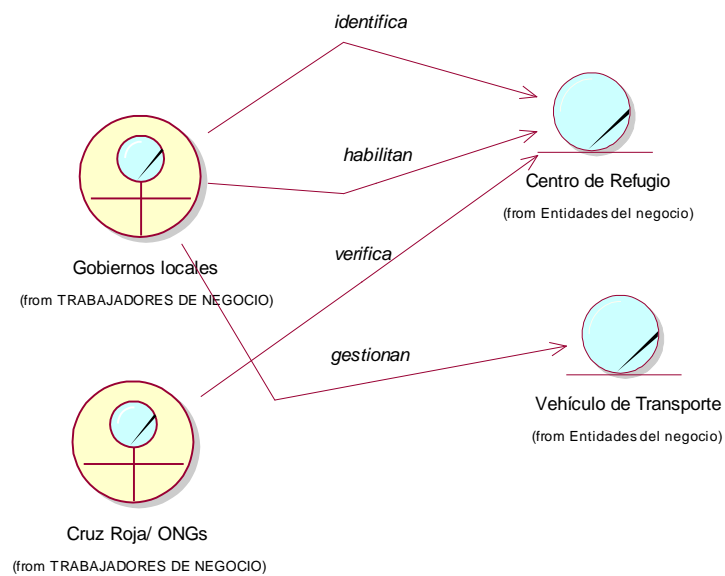 identifica
habilitan
Centro de Refugio
(from Entidades del negocio)
verifica
Gobiernos locales
(from TRABAJADORES DE NEGOCIO)
gestionan
Vehículo de Transporte
(from Entidades del negocio)
Cruz Roja/ ONGs
(from TRABAJADORES DE NEGOCIO)